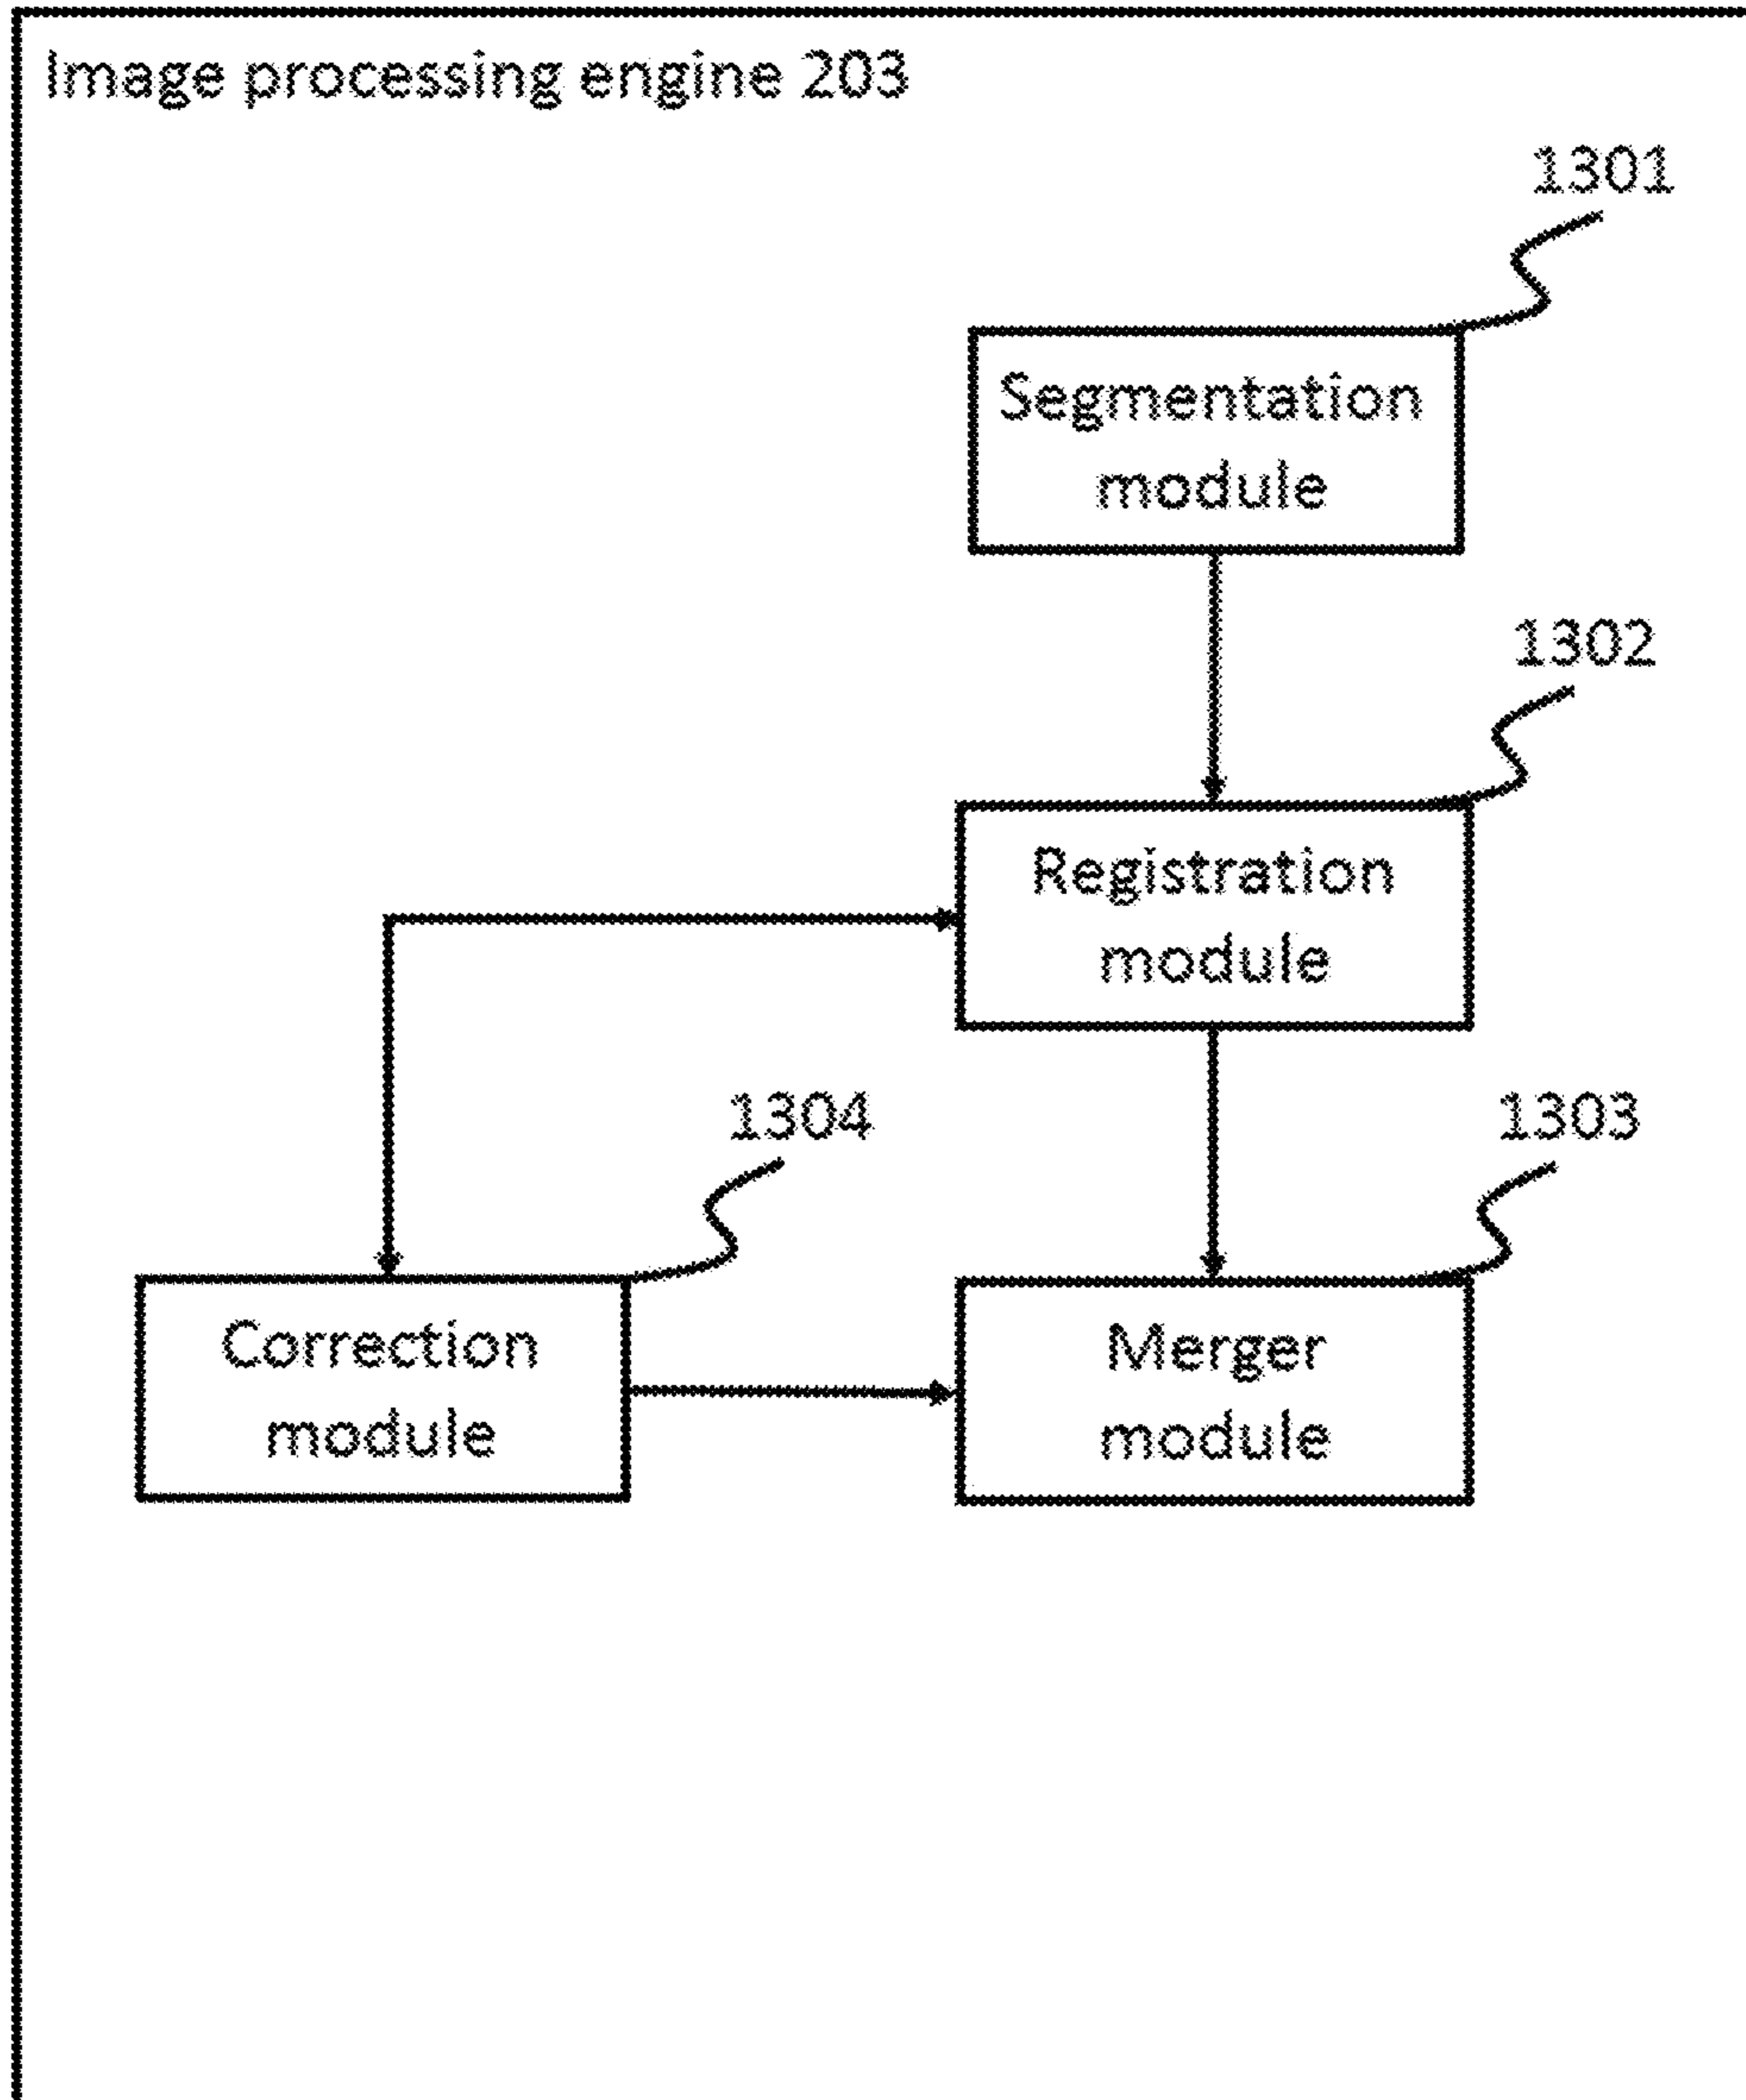 Image processing engine 203
1301
Segmentation
module
1302
Registration
module
1304
1303
Correction
module
Merger
module